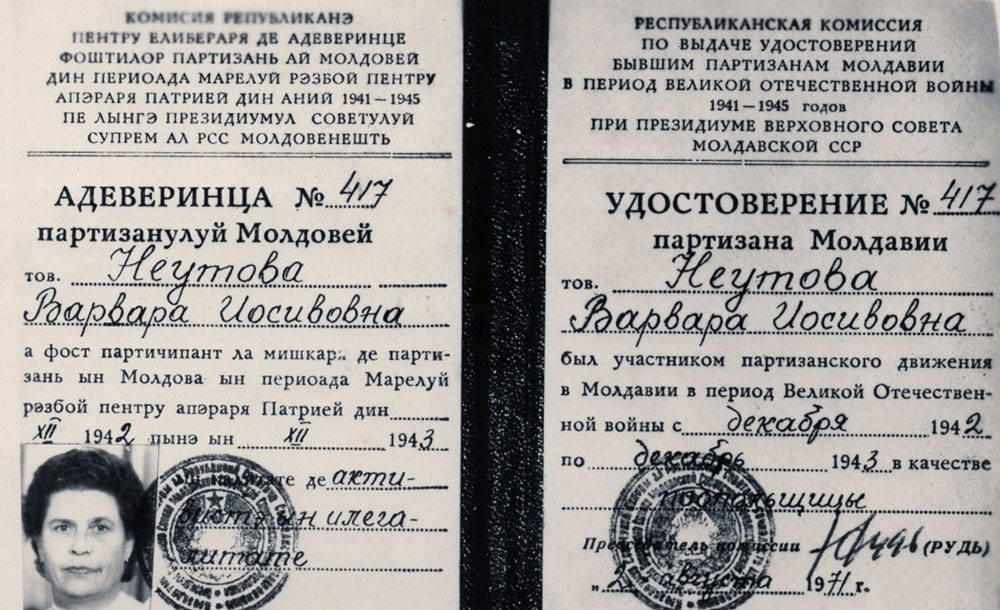 КОМИСИЯ РЕПУБЛИКАНЭ
ПЕНТРУ ЕЛИБЕРАРЯ ДЕ АДЕВЕРИНЦЕ
ФОШТИЛОР ПАРТИЗАНЬ АЙ МОЛДОВЕЙ
ДИН ПЕРИОАДА МАРЕЛУЙ РЭЗБОЙ ПЕНТРУ
АПЭРАРЯ ПАТРИЕЙ ДИН АНИЙ 1941—1945
ПЕ ЛЫНГЭ ПРЕЗИДИУМУЛ СОВЕТУЛУЙ
СУПРЕМ АЛ РСС МОЛДОВЕНЕШТЬ
АДЕВЕРИНЦА № 417
партизанулуй Молдовей
тов. Неутова
Варвара Иосивовна
а фост партичипант ла мишкаря де парти-
зань ын Молдова ын периоада Марелуй
рэзбой пентру апэраря Патрией дин
XII 1942 пынэ ын XII 1943
де акти-
ын илега-
литате
РЕСПУБЛИКАНСКАЯ КОМИССИЯ
ПО ВЫДАЧЕ УДОСТОВЕРЕНИЙ
БЫВШИМ ПАРТИЗАНАМ МОЛДАВИИ
В ПЕРИОД ВЕЛИКОЙ ОТЕЧЕСТВЕННОЙ ВОЙНЫ
1941—1945 годов
ПРИ ПРЕЗИДИУМЕ ВЕРХОВНОГО СОВЕТА
МОЛДАВСКОЙ ССР
УДОСТОВЕРЕНИЕ № 417
партизана Молдавии
тов. Неутова
Варвара Иосивовна
был участником партизанского движения
в Молдавии в период Великой Отечествен-
ной войны с декабря 1942
по декабрь 1943 в качестве
подпольщицы
Председатель комиссии (РУДЬ)
„2 августа 1971 г.